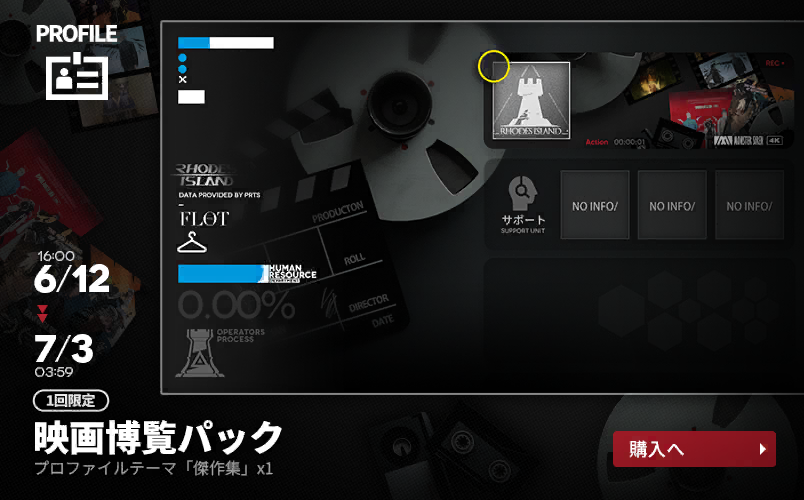 PROFILE
16:00
6/12
7/3
03:59
1回限定
映画博覧パック
プロファイルテーマ「傑作集」x1
RHODES
ISLAND
DATA PROVIDED BY PRTS
FLOT
HUMAN
RESOURCE
0.00%
OPERATORS
PROCESS
PRODUCTON
ROLL
DIRECTOR
DATE
RHODES ISLAND
REC
Action 00:00:01
MONSTER SIREN
4K
サポート
SUPPORT UNIT
NO INFO/
NO INFO/
NO INFO/
購入へ